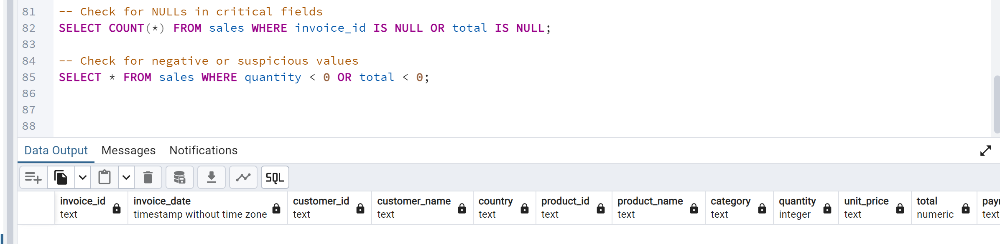 81 -- Check for NULLs in critical fields
82 SELECT COUNT(*) FROM sales WHERE invoice_id IS NULL OR total IS NULL;
83
84 -- Check for negative or suspicious values
85 SELECT * FROM sales WHERE quantity < 0 OR total < 0;
86
87
88
Data Output Messages Notifications
SQL
invoice_id invoice_date customer_id customer_name country product_id product_name category quantity unit_price total
text timestamp without time zone text text text text text text integer text numeric text